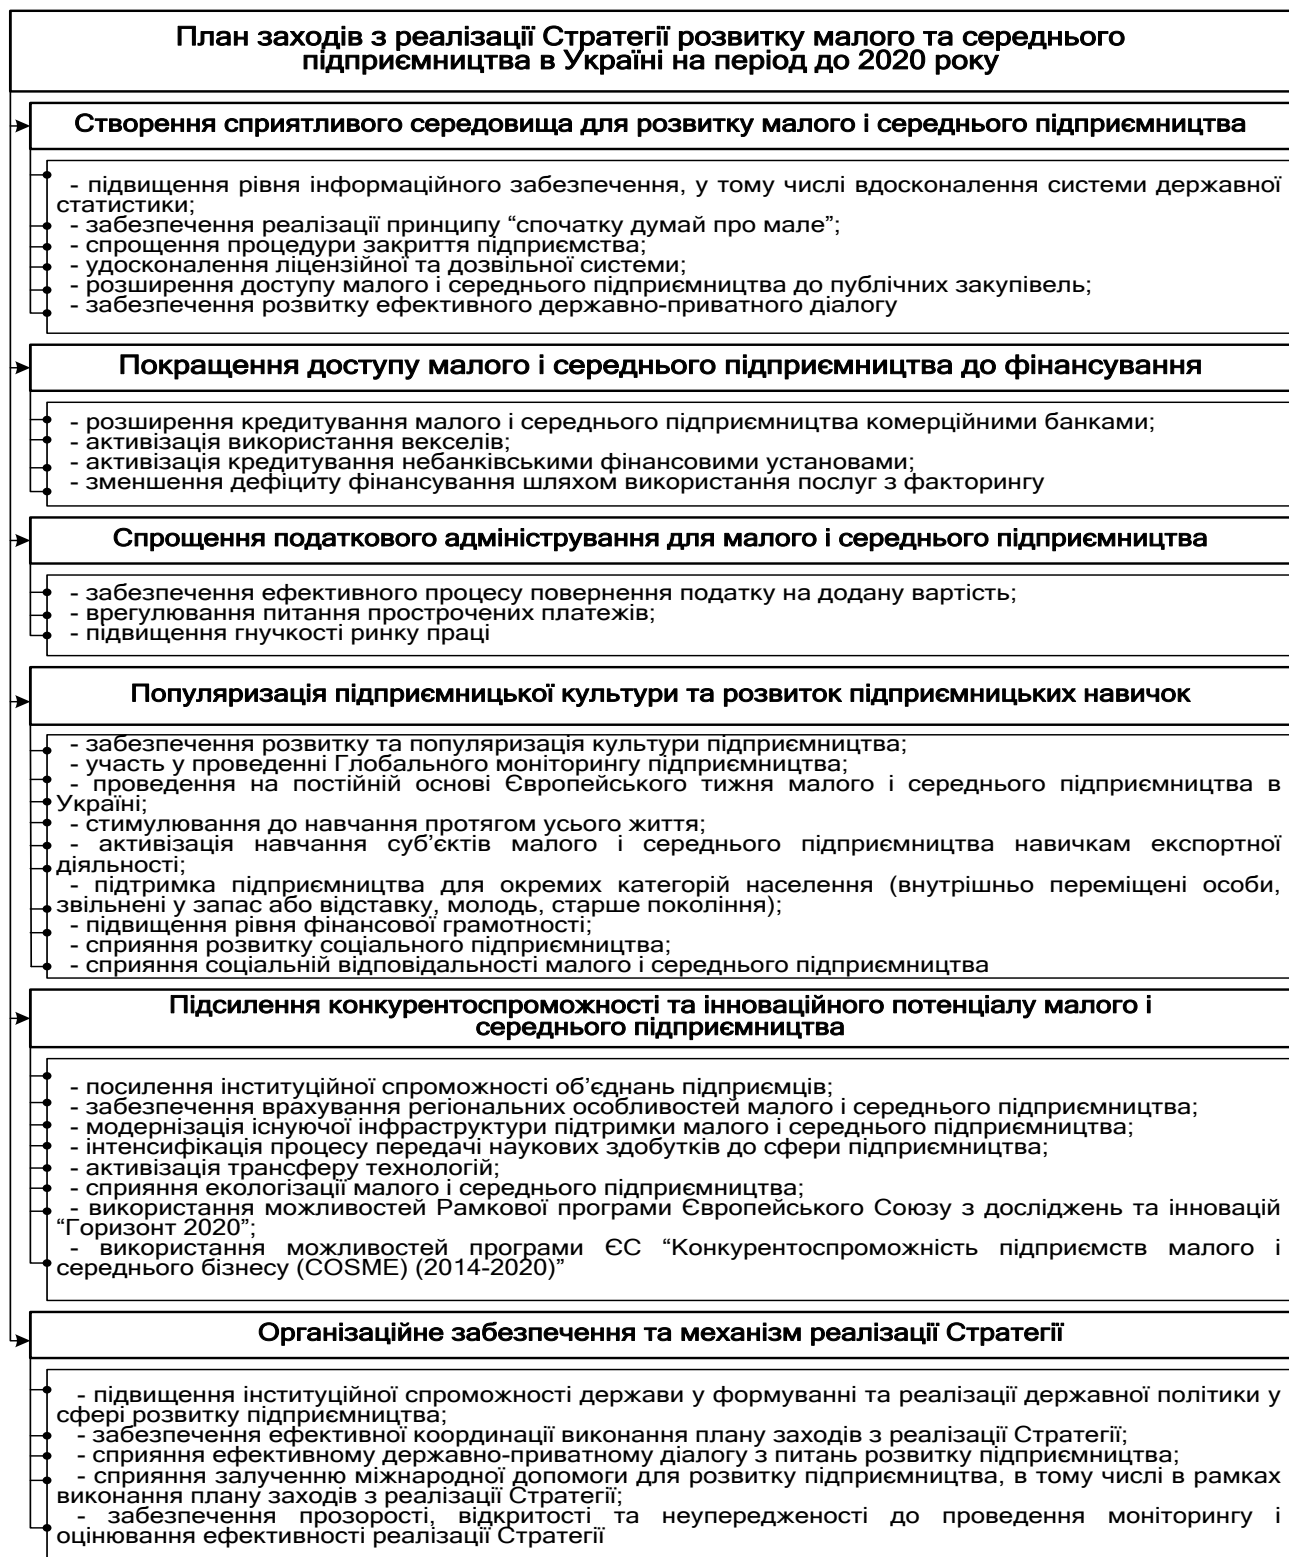 План заходів з реалізації Стратегії розвитку малого та середнього
підприємництва в Україні на період до 2020 року
Створення сприятливого середовища для розвитку малого і середнього підприємництва
- підвищення рівня інформаційного забезпечення, у тому числі вдосконалення системи державної
статистики;
- забезпечення реалізації принципу “спочатку думай про мале”;
- спрощення процедури закриття підприємства;
- удосконалення ліцензійної та дозвільної системи;
- розширення доступу малого і середнього підприємництва до публічних закупівель;
- забезпечення розвитку ефективного державно-приватного діалогу
Покращення доступу малого і середнього підприємництва до фінансування
- розширення кредитування малого і середнього підприємництва комерційними банками;
- активізація використання векселів;
- активізація кредитування небанківськими фінансовими установами;
- зменшення дефіциту фінансування шляхом використання послуг з факторингу
Спрощення податкового адміністрування для малого і середнього підприємництва
- забезпечення ефективного процесу повернення податку на додану вартість;
- врегулювання питання прострочених платежів;
- підвищення гнучкості ринку праці
Популяризація підприємницької культури та розвиток підприємницьких навичок
- забезпечення розвитку та популяризація культури підприємництва;
- участь у проведенні Глобального моніторингу підприємництва;
- проведення на постійній основі Європейського тижня малого і середнього підприємництва в
Україні;
- стимулювання до навчання протягом усього життя;
- активізація навчання суб’єктів малого і середнього підприємництва навичкам експортної
діяльності;
- підтримка підприємництва для окремих категорій населення (внутрішньо переміщені особи,
звільнені у запас або відставку, молодь, старше покоління);
- підвищення рівня фінансової грамотності;
- сприяння розвитку соціального підприємництва;
- сприяння соціальній відповідальності малого і середнього підприємництва
Підсилення конкурентоспроможності та інноваційного потенціалу малого і
середнього підприємництва
- посилення інституційної спроможності об’єднань підприємців;
- забезпечення врахування регіональних особливостей малого і середнього підприємництва;
- модернізація існуючої інфраструктури підтримки малого і середнього підприємництва;
- інтенсифікація процесу передачі наукових здобутків до сфери підприємництва;
- активізація трансферу технологій;
- сприяння екологізації малого і середнього підприємництва;
- використання можливостей Рамкової програми Європейського Союзу з досліджень та інновацій
“Горизонт 2020”;
- використання можливостей програми ЄС “Конкурентоспроможність підприємств малого і
середнього бізнесу (COSME) (2014-2020)”
Організаційне забезпечення та механізм реалізації Стратегії
- підвищення інституційної спроможності держави у формуванні та реалізації державної політики у
сфері розвитку підприємництва;
- забезпечення ефективної координації виконання плану заходів з реалізації Стратегії;
- сприяння ефективному державно-приватному діалогу з питань розвитку підприємництва;
- сприяння залученню міжнародної допомоги для розвитку підприємництва, в тому числі в рамках
виконання плану заходів з реалізації Стратегії;
- забезпечення прозорості, відкритості та неупередженості до проведення моніторингу і
оцінювання ефективності реалізації Стратегії